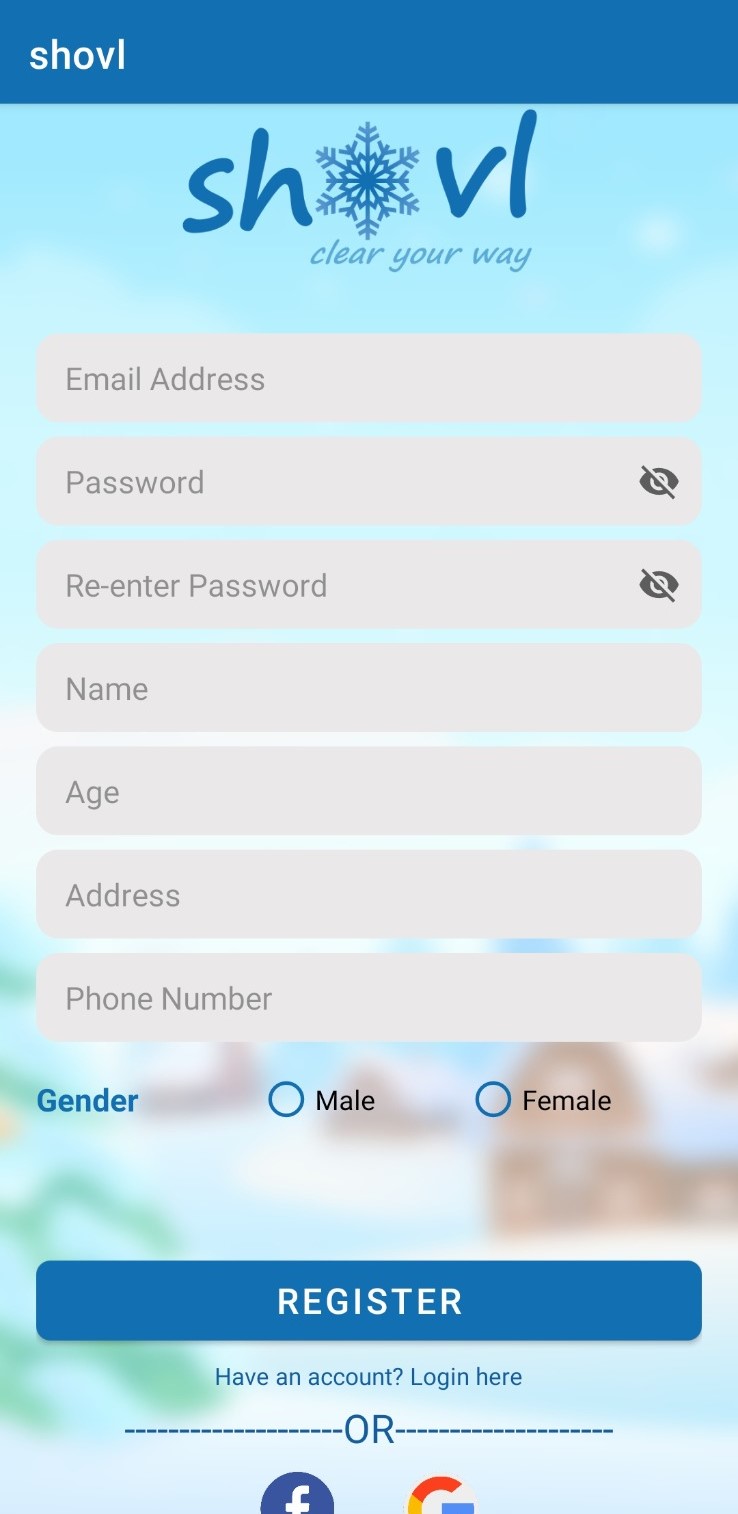 shovl
shovl
clear your way
Email Address
Password
Re-enter Password
Name
Age
Address
Phone Number
Gender Male Female
REGISTER
Have an account? Login here
--------------------OR--------------------
f G